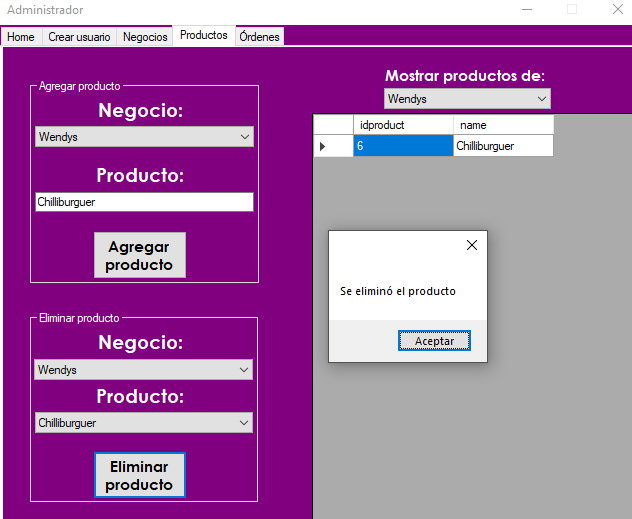 Administrador
Home Crear usuario Negocios Productos Órdenes
Agregar producto
Negocio:
Wendys
Producto:
Chilliburguer
Agregar
producto
Eliminar producto
Negocio:
Wendys
Producto:
Chilliburguer
Eliminar
producto
Mostrar productos de:
Wendys
idproduct name
6 Chilliburguer
Se eliminó el producto
Aceptar